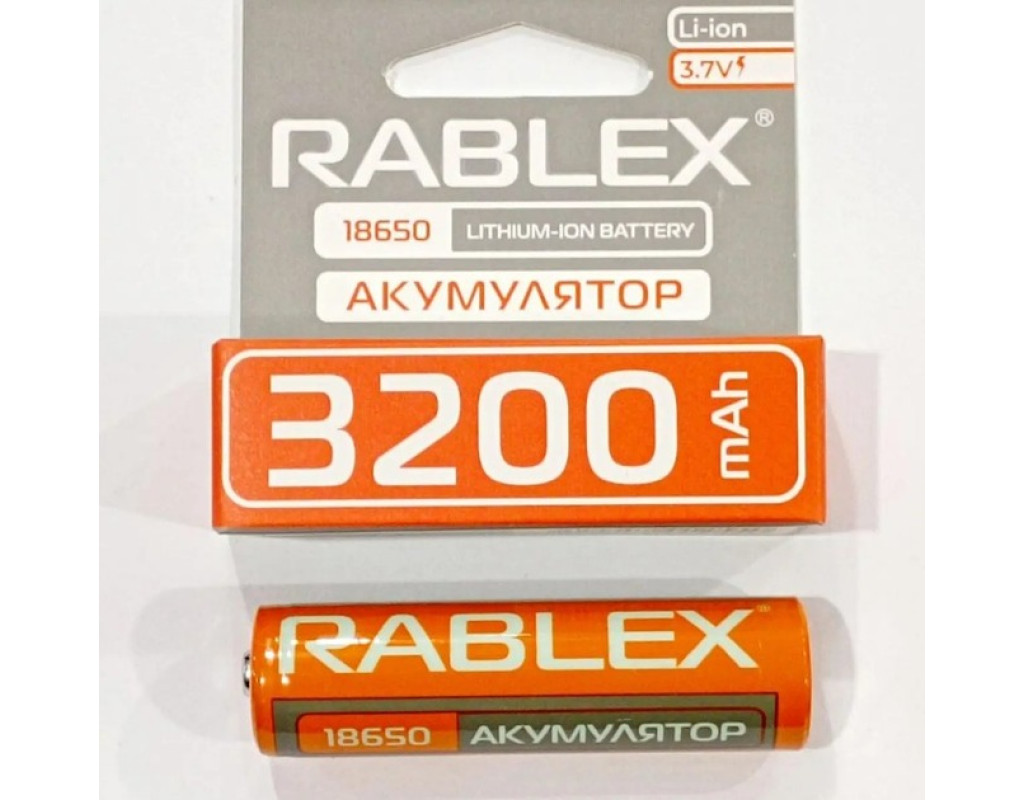 Li-ion
3.7V
RABLEX®
18650 LITHIUM-ION BATTERY
АКУМУЛЯТОР
3200 mAh
RABLEX®
18650 АКУМУЛЯТОР